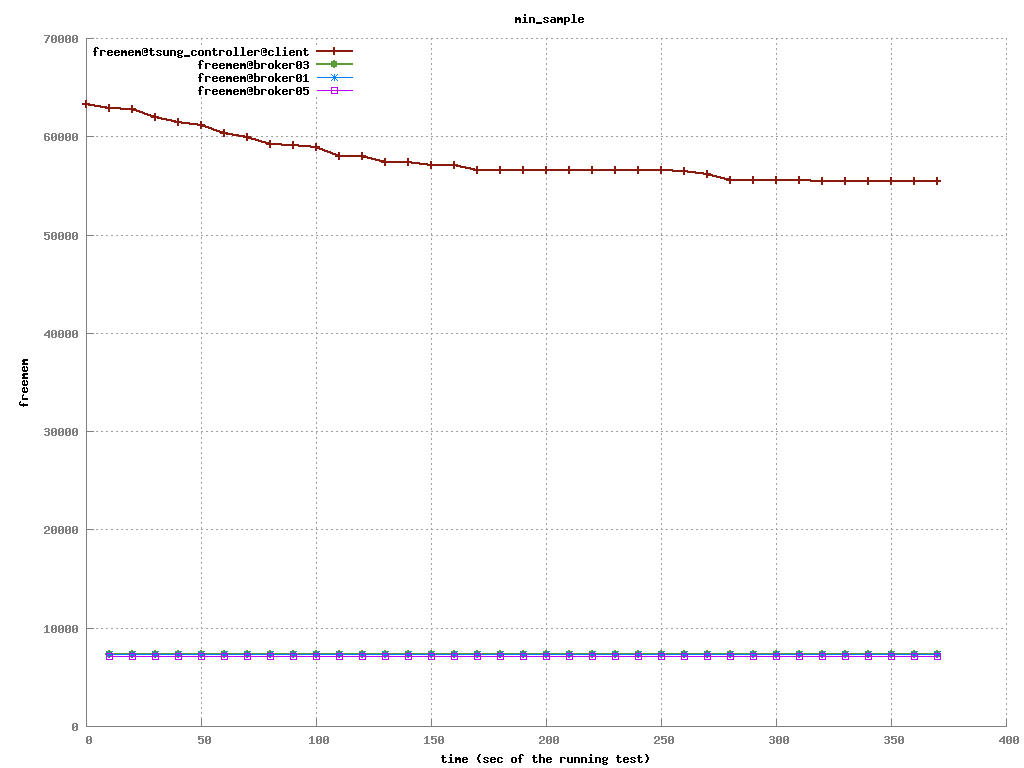 min_sample
70000
freemem@tsung_controller@client
freemem@broker03
freemem@broker01
freemem@broker05
60000
50000
40000
freemem
30000
20000
10000
0
0 50 100 150 200 250 300 350 400
time (sec of the running test)